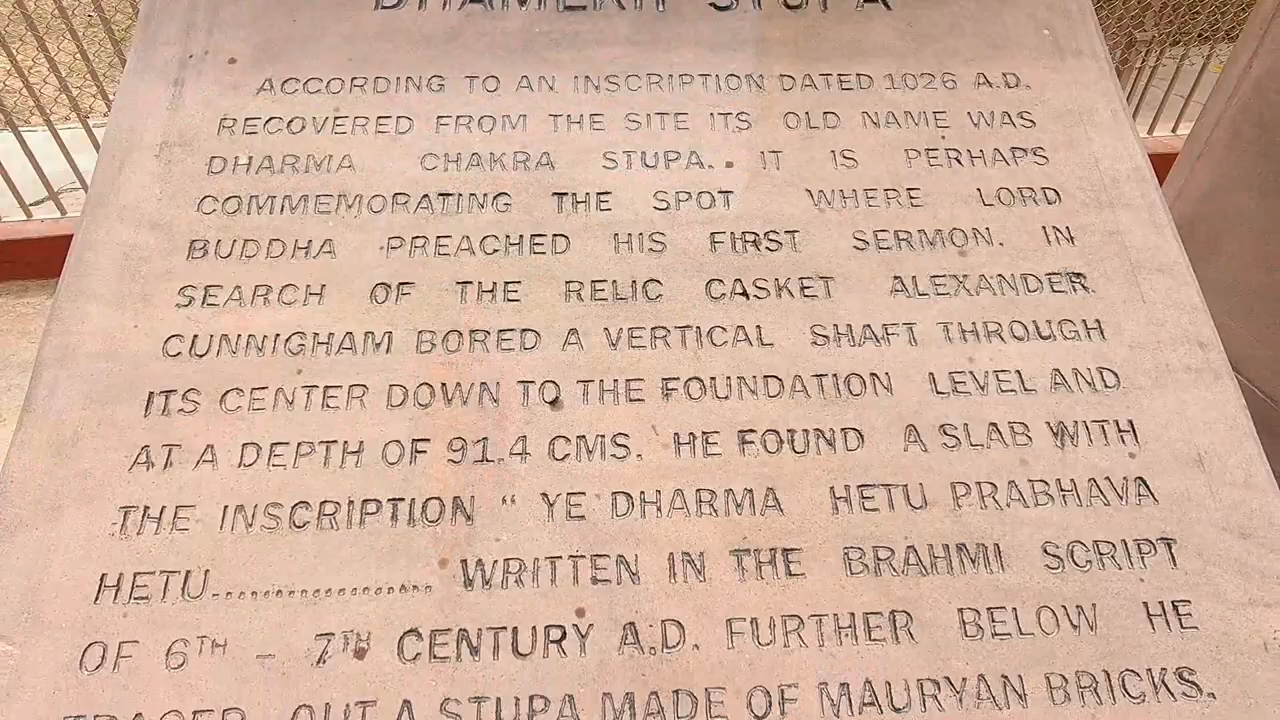 DHAMEKH STUPA
ACCORDING TO AN INSCRIPTION DATED 1026 A.D.
RECOVERED FROM THE SITE ITS OLD NAME WAS
DHARMA CHAKRA STUPA. IT IS PERHAPS
COMMEMORATING THE SPOT WHERE LORD
BUDDHA PREACHED HIS FIRST SERMON. IN
SEARCH OF THE RELIC CASKET ALEXANDER
CUNNIGHAM BORED A VERTICAL SHAFT THROUGH
ITS CENTER DOWN TO THE FOUNDATION LEVEL AND
AT A DEPTH OF 91.4 CMS. HE FOUND A SLAB WITH
THE INSCRIPTION “ YE DHARMA HETU PRABHAVA
HETU.................... WRITTEN IN THE BRAHMI SCRIPT
OF 6TH - 7TH CENTURY A.D. FURTHER BELOW HE
TRACED OUT A STUPA MADE OF MAURYAN BRICKS.